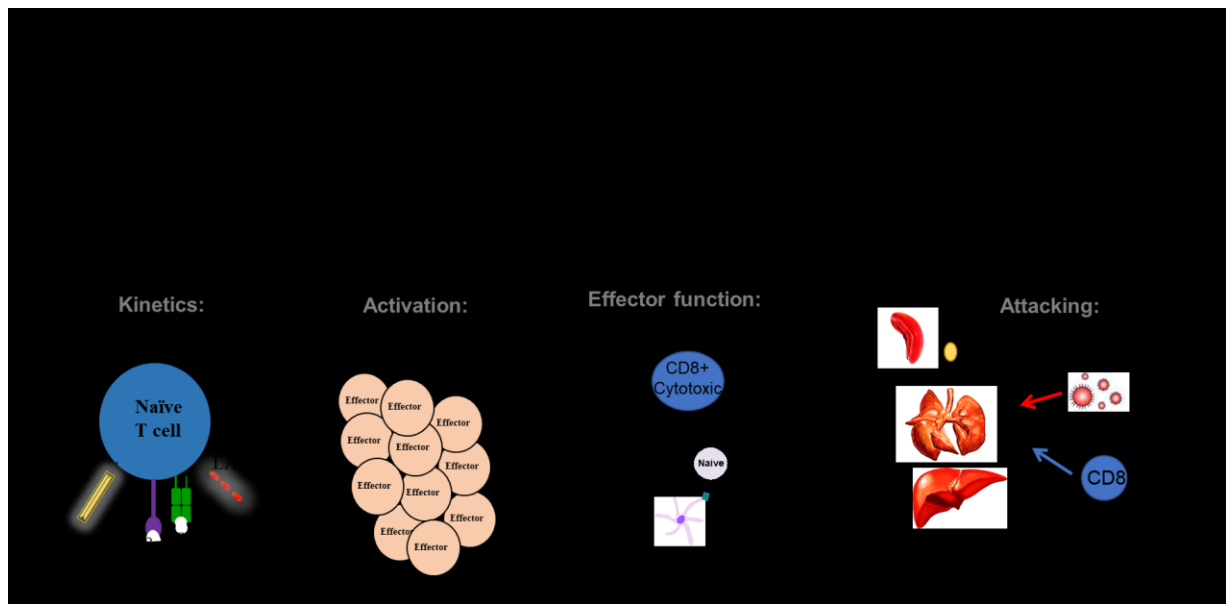 Kinetics:
Activation:
Effector function:
Attacking:
Naïve
T cell
Effector
Effector
Effector
Effector
Effector
Effector
Effector
Effector
Effector
Effector
Effector
CD8+
Cytotoxic
Naive
CD8